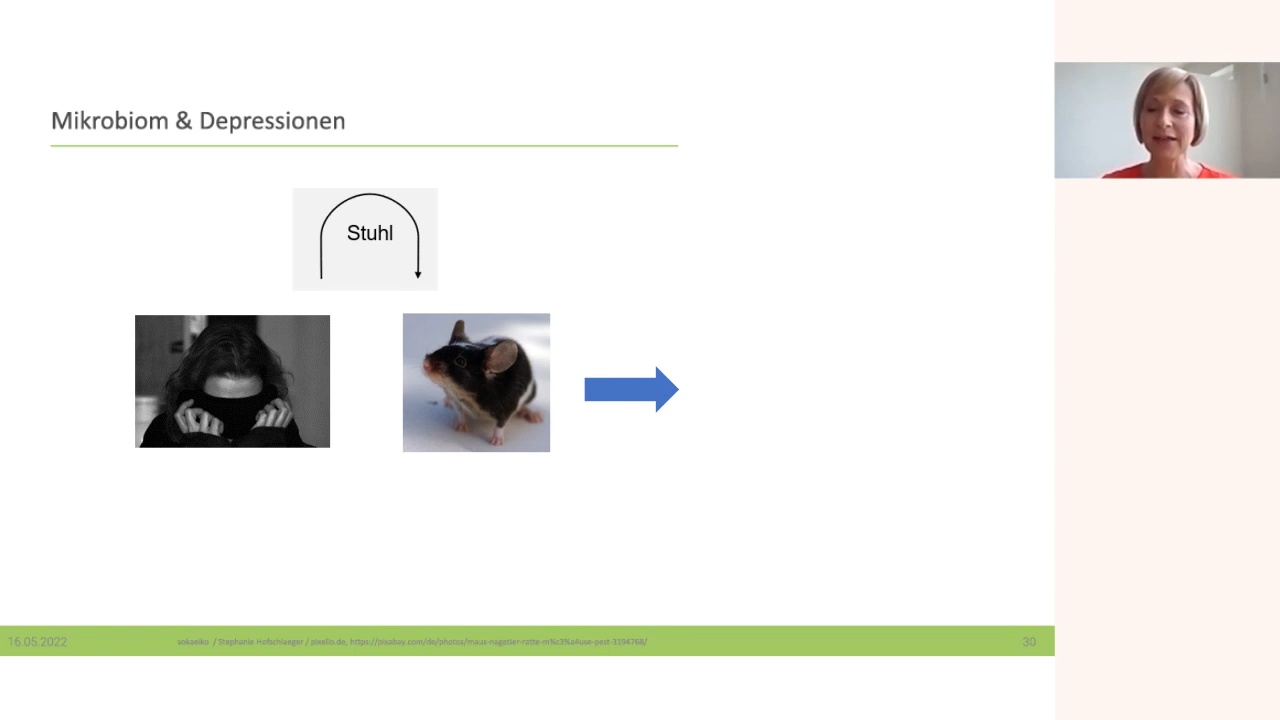 Mikrobiom & Depressionen
Stuhl
16.05.2022
sokaeiko / Stephanie Hofschlaeger / pixelio.de, https://pixabay.com/de/photos/maus-nagetier-ratte-m%c3%a4use-pest-3194768/
30